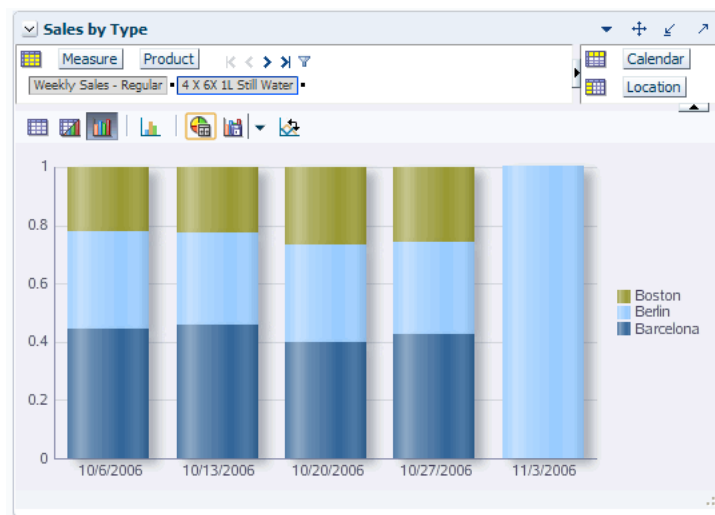 Sales by Type
Measure Product
Calendar
Weekly Sales - Regular 4 X 6X 1L Still Water
Location
1
0.8
0.6
0.4
0.2
0
10/6/2006 10/13/2006 10/20/2006 10/27/2006 11/3/2006
Boston
Berlin
Barcelona